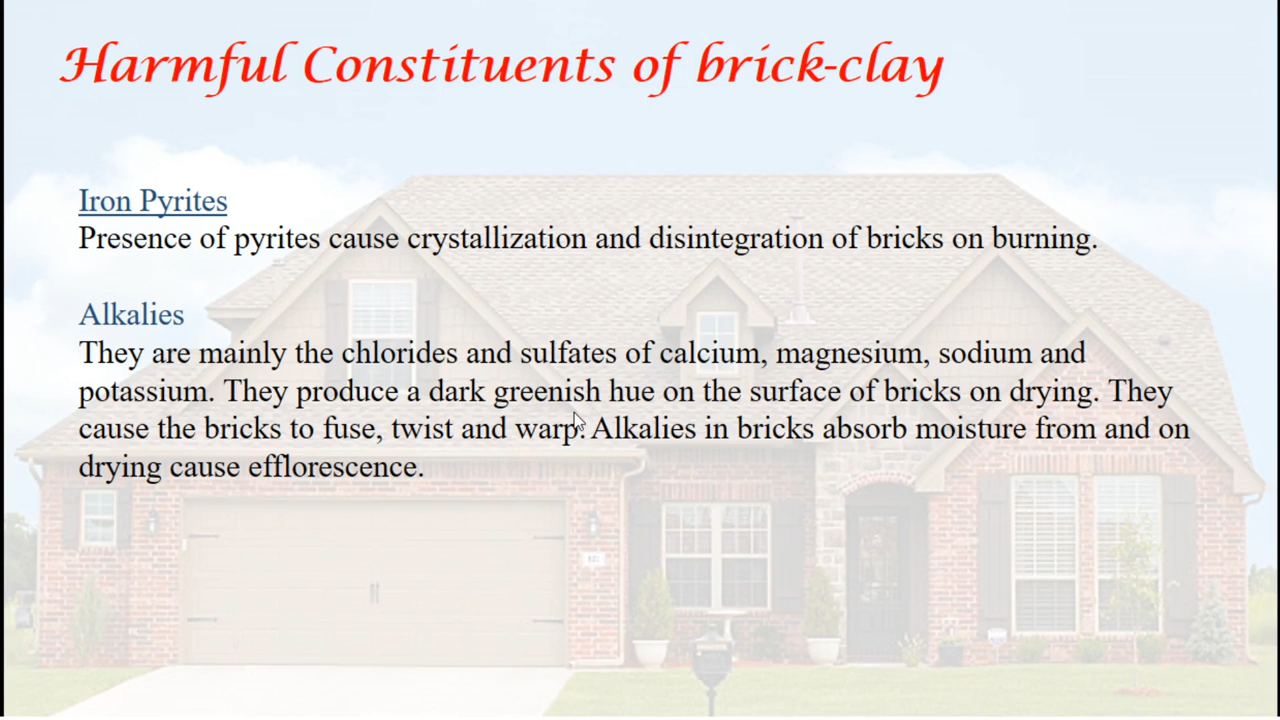 Harmful Constituents of brick-clay
Iron Pyrites
Presence of pyrites cause crystallization and disintegration of bricks on burning.
Alkalies
They are mainly the chlorides and sulfates of calcium, magnesium, sodium and
potassium. They produce a dark greenish hue on the surface of bricks on drying. They
cause the bricks to fuse, twist and warp. Alkalies in bricks absorb moisture from and on
drying cause efflorescence.